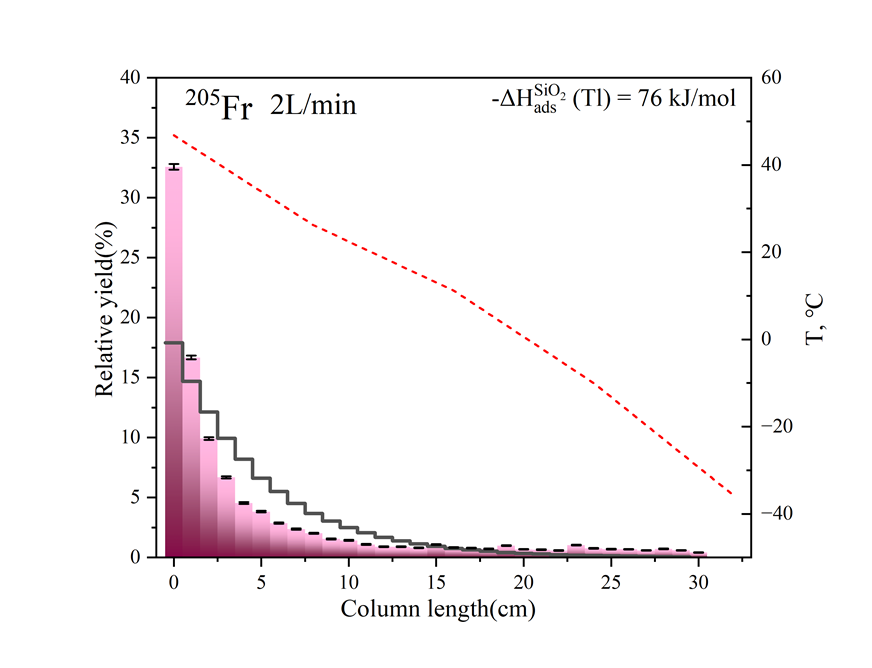 ²⁰⁵Fr 2L/min
-ΔH_ads^SiO₂ (Tl) = 76 kJ/mol
Relative yield(%)
40
35
30
25
20
15
10
5
0
60
40
20
0
−20
−40
T, ℃
0 5 10 15 20 25 30
Column length(cm)